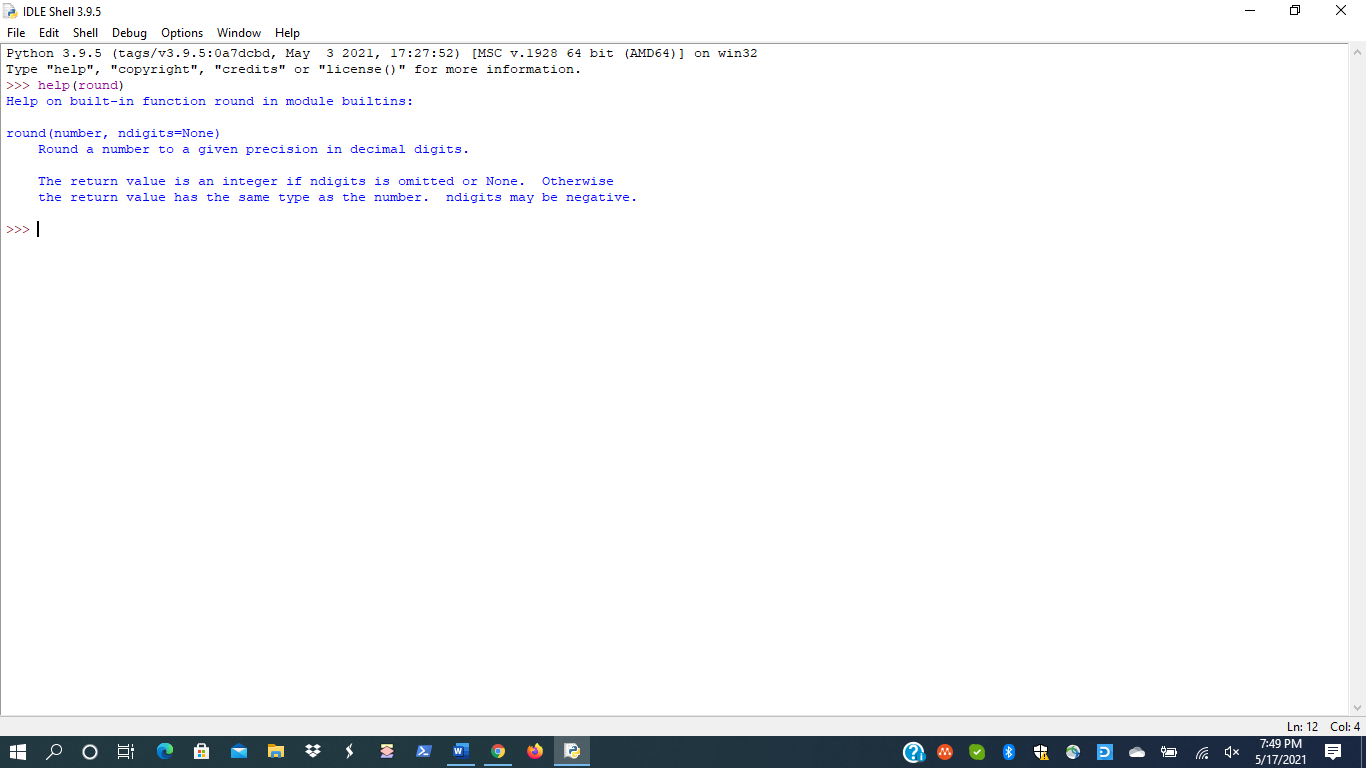 IDLE Shell 3.9.5
File Edit Shell Debug Options Window Help
Python 3.9.5 (tags/v3.9.5:0a7dcbd, May  3 2021, 17:27:52) [MSC v.1928 64 bit (AMD64)] on win32
Type "help", "copyright", "credits" or "license()" for more information.
>>> help(round)
Help on built-in function round in module builtins:

round(number, ndigits=None)
    Round a number to a given precision in decimal digits.

    The return value is an integer if ndigits is omitted or None.  Otherwise
    the return value has the same type as the number.  ndigits may be negative.

>>>
Ln: 12 Col: 4
7:49 PM
5/17/2021